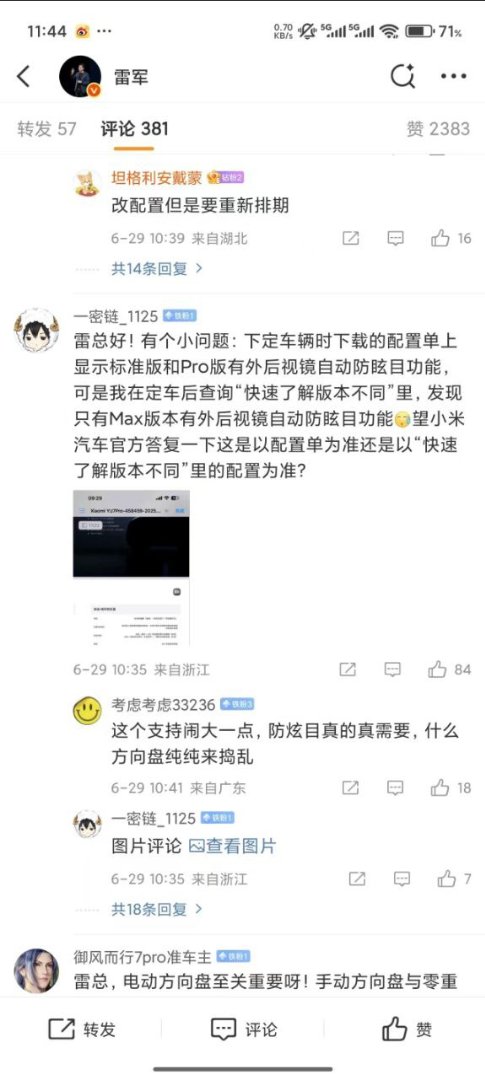 11:44
0.70 KB/s 5G 5G 71%
雷军
转发 57 评论 381 赞 2383
坦格利安戴蒙 钻粉2
改配置但是要重新排期
6-29 10:39 来自湖北 16
共14条回复
一密链_1125 铁粉1
雷总好！有个小问题：下定车辆时下载的配置单上
显示标准版和Pro版有外后视镜自动防眩目功能，
可是我在定车后查询“快速了解版本不同”里，发现
只有Max版本有外后视镜自动防眩目功能😪望小米
汽车官方答复一下这是以配置单为准还是以“快速
了解版本不同”里的配置为准？
09:29
6-29 10:35 来自浙江 84
考虑考虑33236 铁粉3
这个支持闹大一点，防炫目真的真需要，什么
方向盘纯纯来捣乱
6-29 10:41 来自广东 18
一密链_1125 铁粉1
图片评论 查看图片
6-29 10:35 来自浙江 7
共18条回复
御风而行7pro准车主 铁粉1
雷总，电动方向盘至关重要呀！手动方向盘与零重
转发 评论 赞